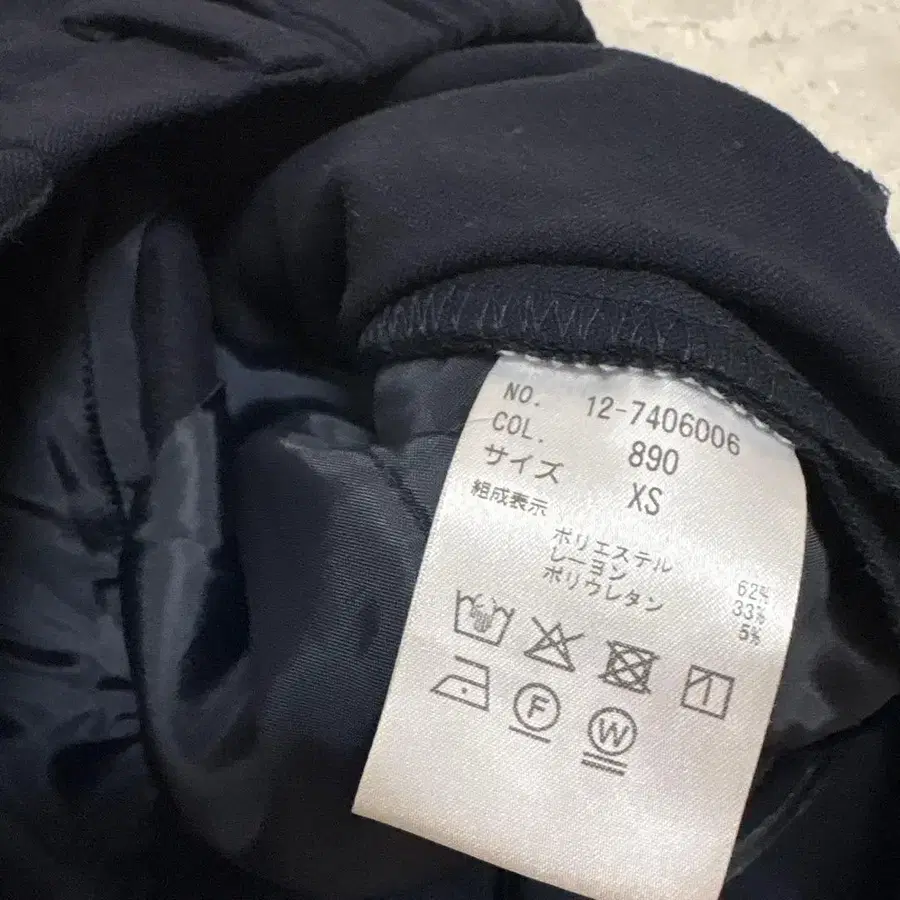 NO. 12-7406006
COL. 890
サイズ XS
組成表示
ポリエステル 62%
レーヨン 33%
ポリウレタン 5%
F
W